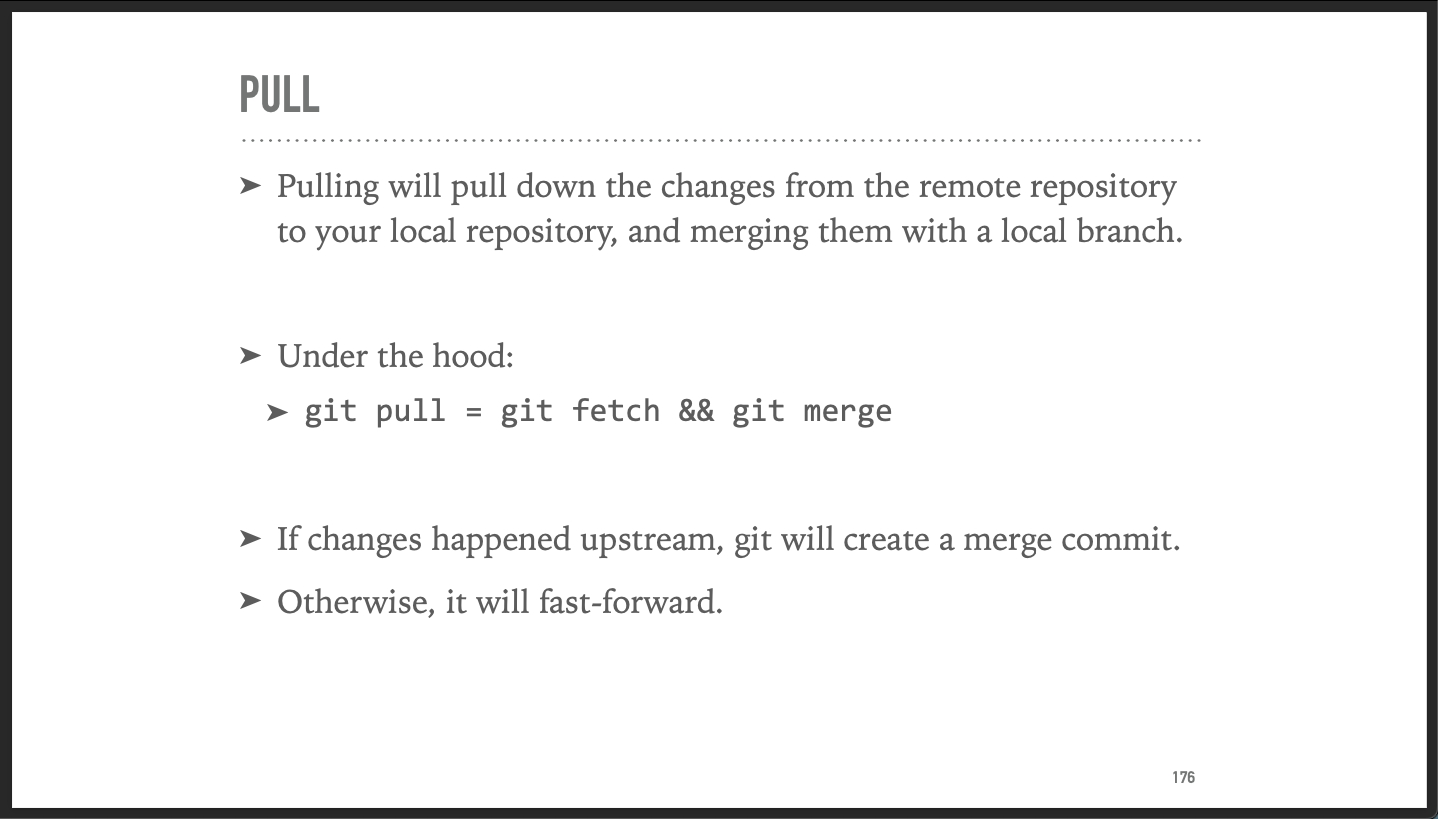 PULL
➤ Pulling will pull down the changes from the remote repository
to your local repository, and merging them with a local branch.
➤ Under the hood:
➤ git pull = git fetch && git merge
➤ If changes happened upstream, git will create a merge commit.
➤ Otherwise, it will fast-forward.
176